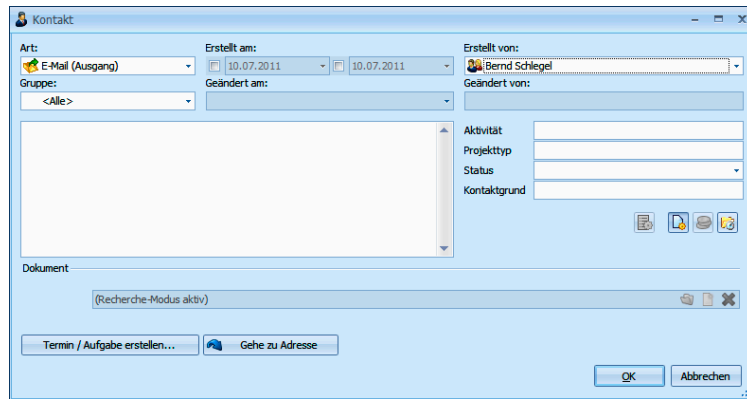 Kontakt
Art: Erstellt am: Erstellt von:
E-Mail (Ausgang) 10.07.2011 10.07.2011 Bernd Schlegel
Gruppe: Geändert am: Geändert von:
<Alle>
Aktivität
Projekttyp
Status
Kontaktgrund
Dokument
(Recherche-Modus aktiv)
Termin / Aufgabe erstellen... Gehe zu Adresse
OK Abbrechen